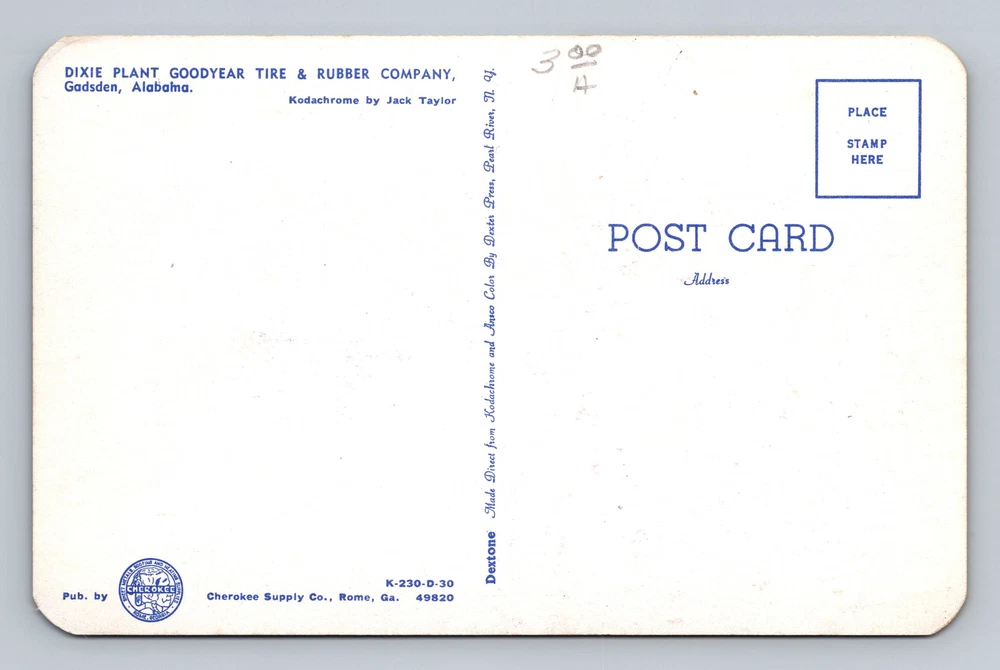 DIXIE PLANT GOODYEAR TIRE & RUBBER COMPANY,
Gadsden, Alabama.
Kodachrome by Jack Taylor
3 00
4
PLACE
STAMP
HERE
POST CARD
Address
Dextone Made Direct from Kodachrome and Ansco Color By Dexter Press, Pearl River, N. Y.
K-230-D-30
Pub. by
CHEROKEE
Cherokee Supply Co., Rome, Ga. 49820